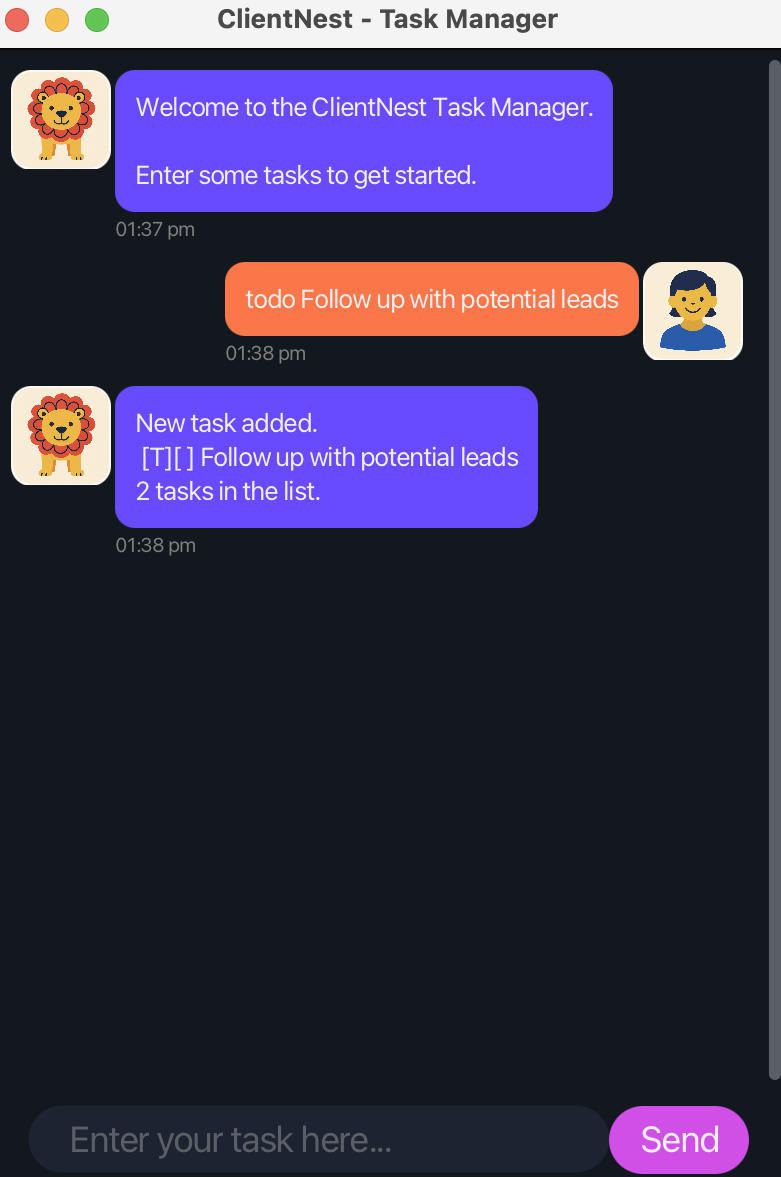 ClientNest - Task Manager
Welcome to the ClientNest Task Manager.
Enter some tasks to get started.
01:37 pm
todo Follow up with potential leads
01:38 pm
New task added.
[T][ ] Follow up with potential leads
2 tasks in the list.
01:38 pm
Enter your task here...
Send